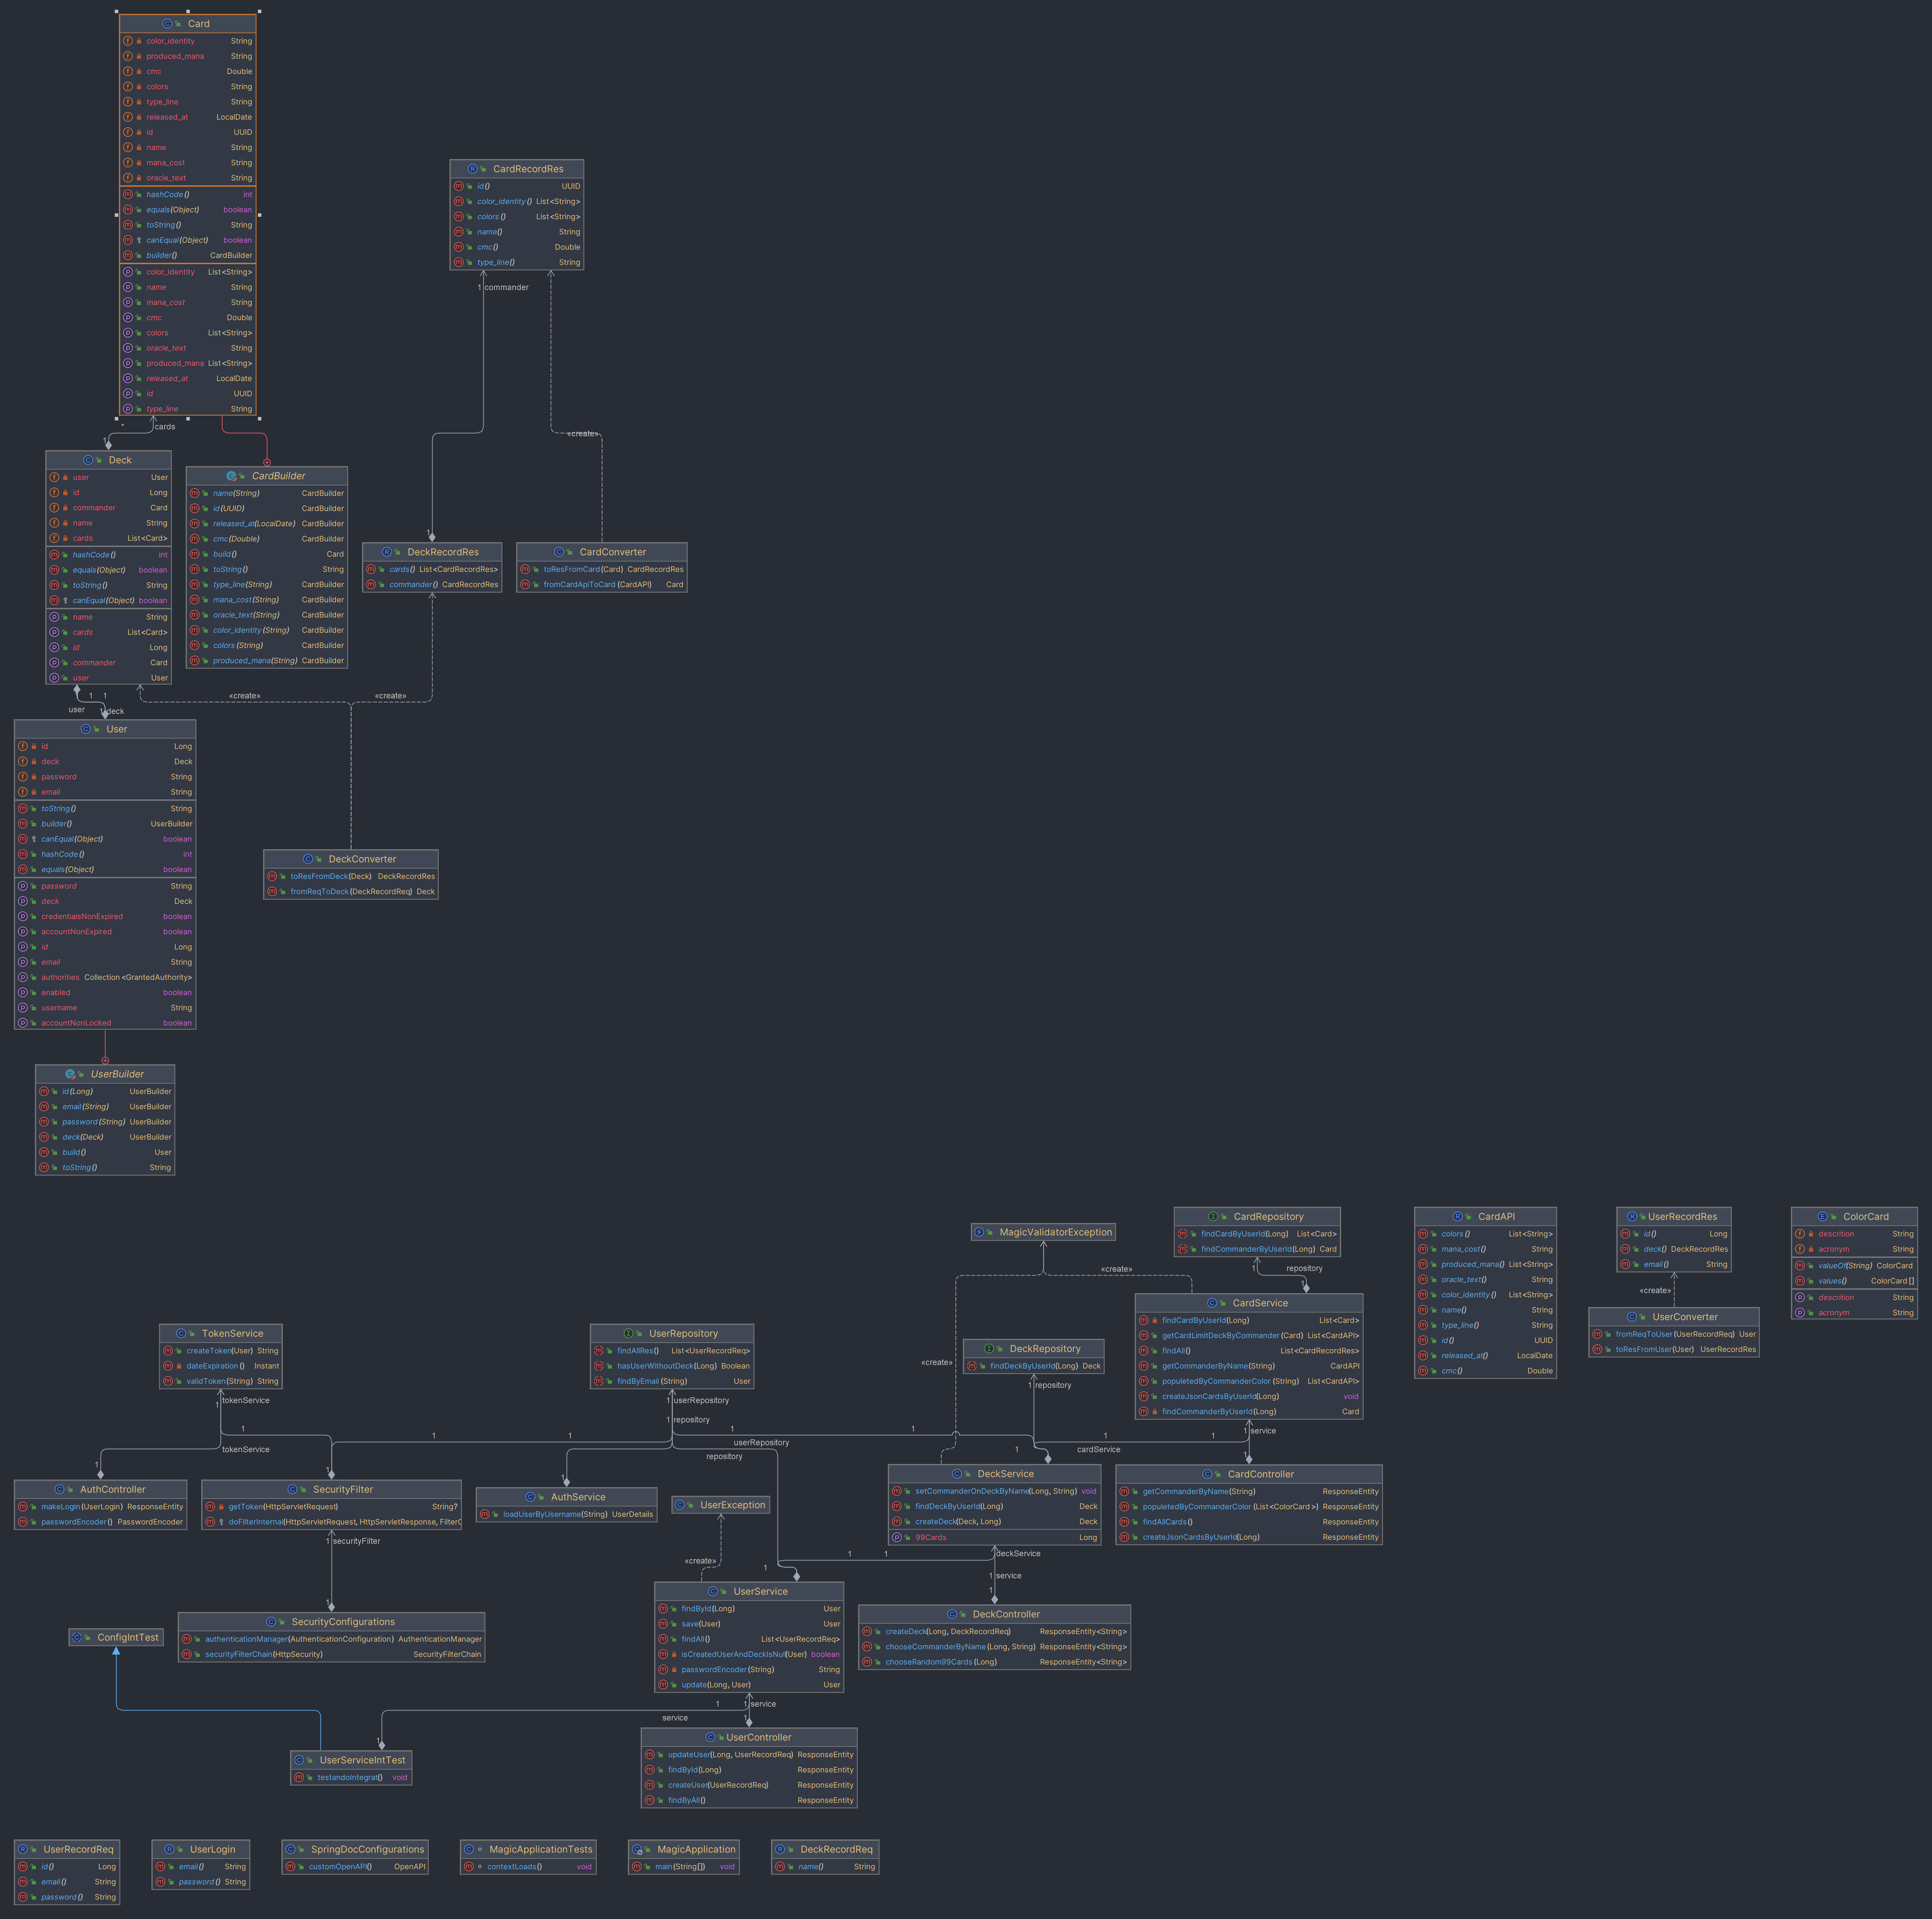 Card
color_identity String
produced_mana String
cmc Double
colors String
type_line String
released_at LocalDate
id UUID
name String
mana_cost String
oracle_text String
hashCode() int
equals(Object) boolean
toString() String
canEqual(Object) boolean
builder() CardBuilder
color_identity List<String>
name String
mana_cost String
cmc Double
colors List<String>
oracle_text String
produced_mana List<String>
released_at LocalDate
id UUID
type_line String
* cards
1
CardRecordRes
id() UUID
color_identity() List<String>
colors() List<String>
name() String
cmc() Double
type_line() String
1 commander
«create»
1
Deck
user User
id Long
commander Card
name String
cards List<Card>
hashCode() int
equals(Object) boolean
toString() String
canEqual(Object) boolean
name String
cards List<Card>
id Long
commander Card
user User
CardBuilder
name(String) CardBuilder
id(UUID) CardBuilder
released_at(LocalDate) CardBuilder
cmc(Double) CardBuilder
build() Card
toString() String
type_line(String) CardBuilder
mana_cost(String) CardBuilder
oracle_text(String) CardBuilder
color_identity(String) CardBuilder
colors(String) CardBuilder
produced_mana(String) CardBuilder
DeckRecordRes
cards() List<CardRecordRes>
commander() CardRecordRes
CardConverter
toResFromCard(Card) CardRecordRes
fromCardApiToCard(CardAPI) Card
1 1 «create» «create»
user 1 deck
User
id Long
deck Deck
password String
email String
toString() String
builder() UserBuilder
canEqual(Object) boolean
hashCode() int
equals(Object) boolean
password String
deck Deck
credentialsNonExpired boolean
accountNonExpired boolean
id Long
email String
authorities Collection<GrantedAuthority>
enabled boolean
username String
accountNonLocked boolean
DeckConverter
toResFromDeck(Deck) DeckRecordRes
fromReqToDeck(DeckRecordReq) Deck
UserBuilder
id(Long) UserBuilder
email(String) UserBuilder
password(String) UserBuilder
deck(Deck) UserBuilder
build() User
toString() String
MagicValidatorException
«create»
CardRepository
findCardByUserId(Long) List<Card>
findCommanderByUserId(Long) Card
1 repository
1
CardAPI
colors() List<String>
mana_cost() String
produced_mana() List<String>
oracle_text() String
color_identity() List<String>
name() String
type_line() String
id() UUID
released_at() LocalDate
cmc() Double
UserRecordRes
id() Long
deck() DeckRecordRes
email() String
«create»
UserConverter
fromReqToUser(UserRecordReq) User
toResFromUser(User) UserRecordRes
ColorCard
descrition String
acronym String
valueOf(String) ColorCard
values() ColorCard[]
descrition String
acronym String
CardService
findCardByUserId(Long) List<Card>
getCardLimitDeckByCommander(Card) List<CardAPI>
findAll() List<CardRecordRes>
getCommanderByName(String) CardAPI
populetedByCommanderColor(String) List<CardAPI>
createJsonCardsByUserId(Long) void
findCommanderByUserId(Long) Card
TokenService
createToken(User) String
dateExpiration() Instant
validToken(String) String
UserRepository
findAllRes() List<UserRecordReq>
hasUserWithoutDeck(Long) Boolean
findByEmail(String) User
DeckRepository
findDeckByUserId(Long) Deck
«create»
1 repository
1 tokenService
1 userRepository
1 repository
1 1 1 1 1 1 service
tokenService userRepository 1 cardService
repository
1 1 1 1
AuthController
makeLogin(UserLogin) ResponseEntity
passwordEncoder() PasswordEncoder
SecurityFilter
getToken(HttpServletRequest) String?
doFilterInternal(HttpServletRequest, HttpServletResponse, FilterC
AuthService
loadUserByUsername(String) UserDetails
UserException
DeckService
setCommanderOnDeckByName(Long, String) void
findDeckByUserId(Long) Deck
createDeck(Deck, Long) Deck
99Cards Long
CardController
getCommanderByName(String) ResponseEntity
populetedByCommanderColor(List<ColorCard>) ResponseEntity
findAllCards() ResponseEntity
createJsonCardsByUserId(Long) ResponseEntity
1 securityFilter
«create»
1 1 deckService
1
1 service
1 1
SecurityConfigurations
authenticationManager(AuthenticationConfiguration) AuthenticationManager
securityFilterChain(HttpSecurity) SecurityFilterChain
ConfigIntTest
UserService
findById(Long) User
save(User) User
findAll() List<UserRecordReq>
isCreatedUserAndDeckIsNull(User) boolean
passwordEncoder(String) String
update(Long, User) User
DeckController
createDeck(Long, DeckRecordReq) ResponseEntity<String>
chooseCommanderByName(Long, String) ResponseEntity<String>
chooseRandom99Cards(Long) ResponseEntity<String>
1 1 service
service 1
1
UserServiceIntTest
testandoIntegrat() void
UserController
updateUser(Long, UserRecordReq) ResponseEntity
findById(Long) ResponseEntity
createUser(UserRecordReq) ResponseEntity
findByAll() ResponseEntity
UserRecordReq
id() Long
email() String
password() String
UserLogin
email() String
password() String
SpringDocConfigurations
customOpenAPI() OpenAPI
MagicApplicationTests
contextLoads() void
MagicApplication
main(String[]) void
DeckRecordReq
name() String